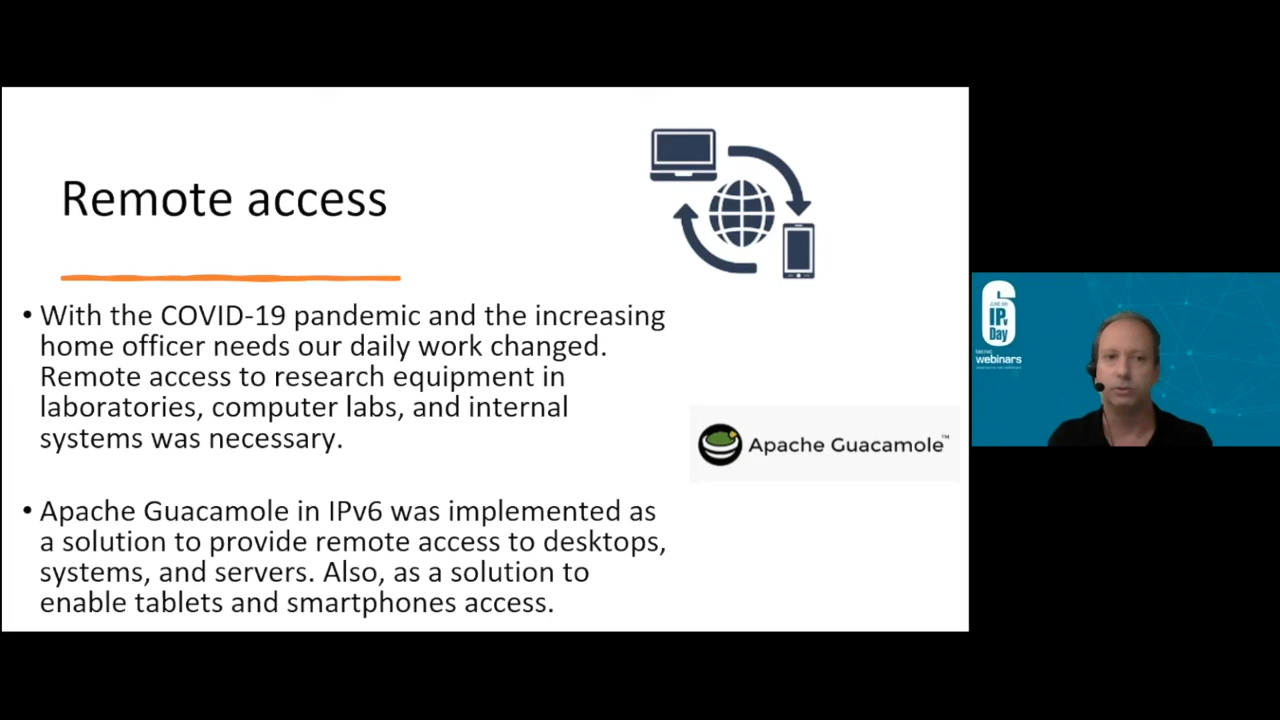 Remote access
• With the COVID-19 pandemic and the increasing
home officer needs our daily work changed.
Remote access to research equipment in
laboratories, computer labs, and internal
systems was necessary.
• Apache Guacamole in IPv6 was implemented as
a solution to provide remote access to desktops,
systems, and servers. Also, as a solution to
enable tablets and smartphones access.
Apache Guacamole™
6
IPv
Day
webinars